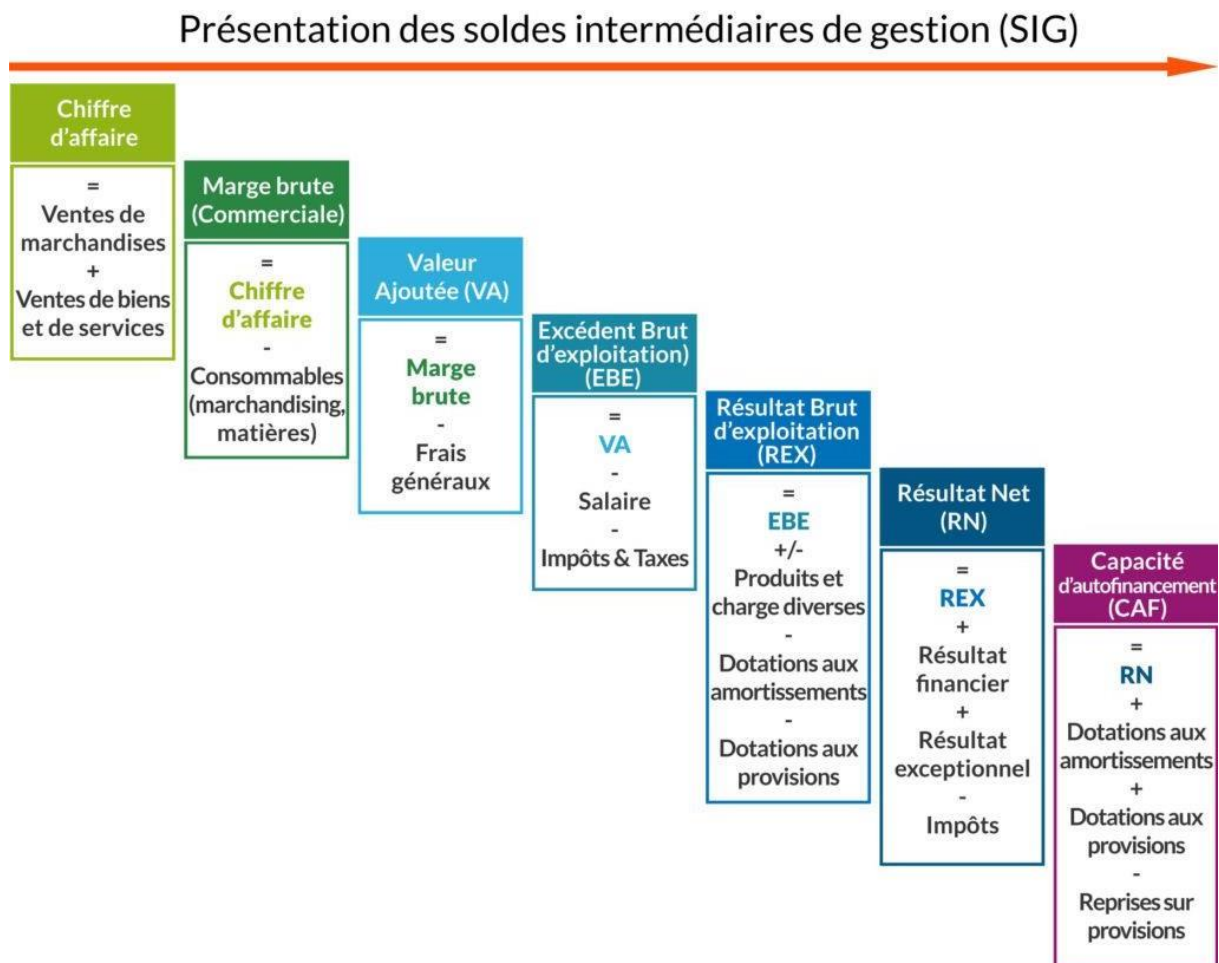 Présentation des soldes intermédiaires de gestion (SIG)
Chiffre
d'affaire
=
Ventes de
marchandises
+
Ventes de biens
et de services
Marge brute
(Commerciale)
=
Chiffre
d'affaire
-
Consommables
(marchandising,
matières)
Valeur
Ajoutée (VA)
=
Marge
brute
-
Frais
généraux
Excédent Brut
d'exploitation)
(EBE)
=
VA
-
Salaire
-
Impôts & Taxes
Résultat Brut
d'exploitation
(REX)
=
EBE
+/-
Produits et
charge diverses
-
Dotations aux
amortissements
-
Dotations aux
provisions
Résultat Net
(RN)
=
REX
+
Résultat
financier
+
Résultat
exceptionnel
-
Impôts
Capacité
d'autofinancement
(CAF)
=
RN
+
Dotations aux
amortissements
+
Dotations aux
provisions
-
Reprises sur
provisions